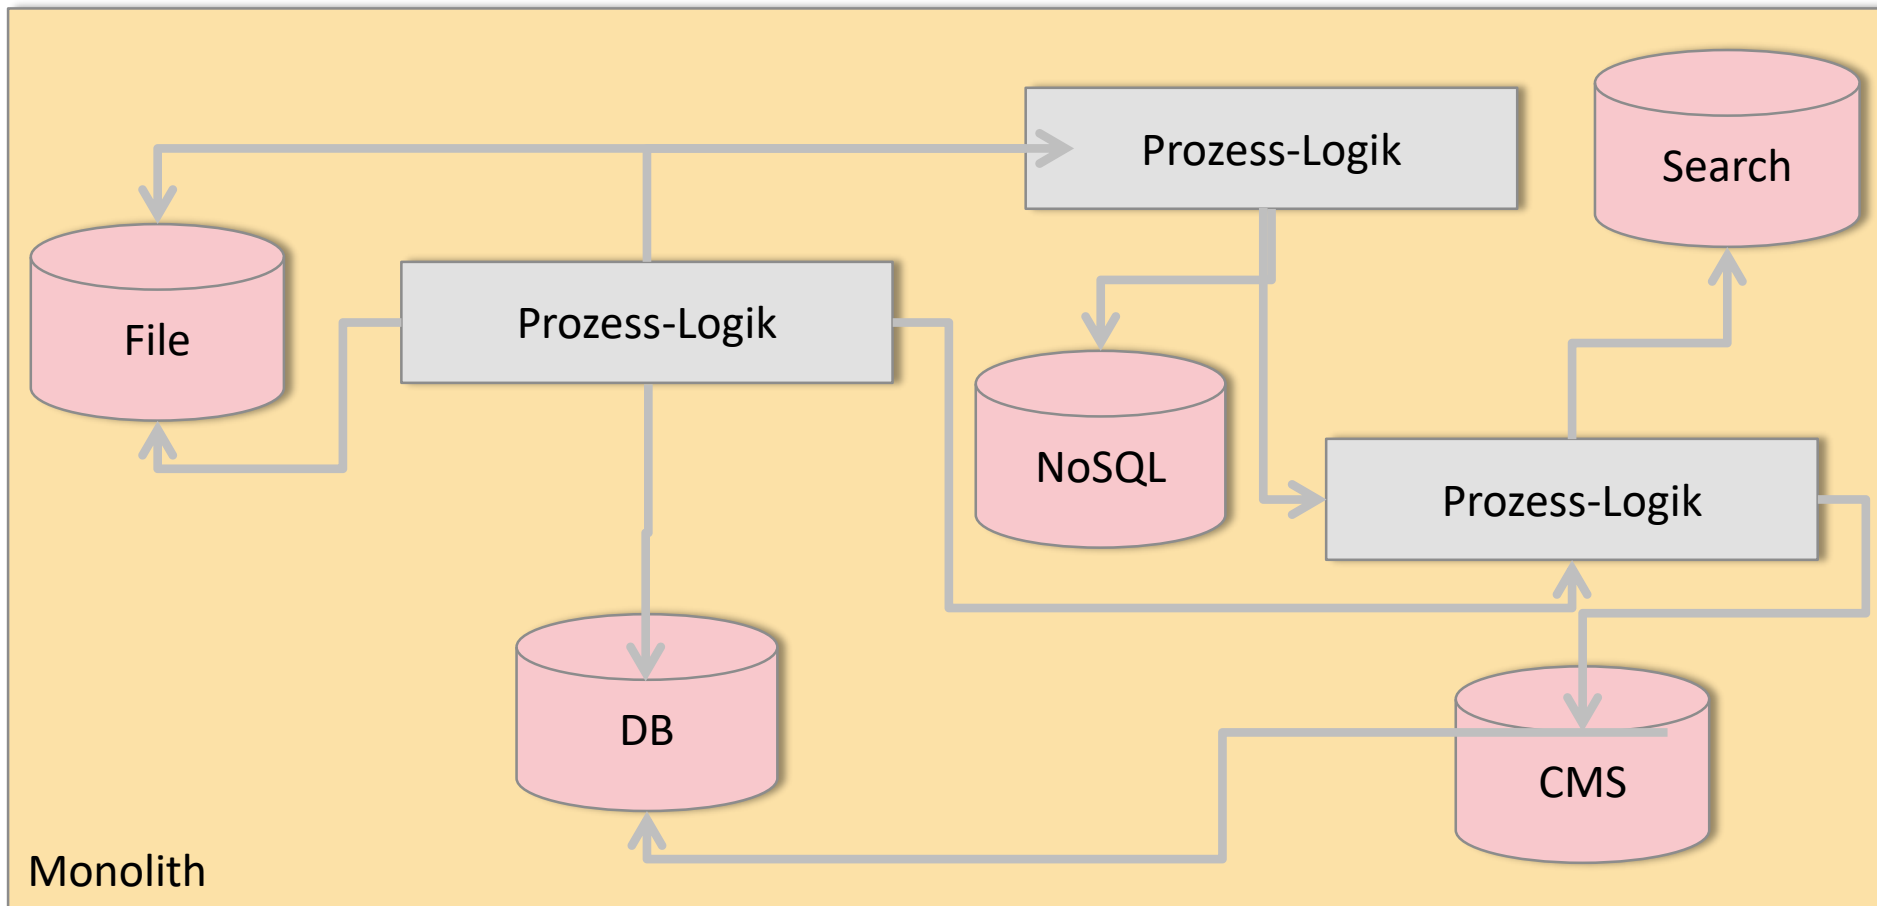 Prozess-Logik
Search
File
Prozess-Logik
NoSQL
Prozess-Logik
DB
CMS
Monolith